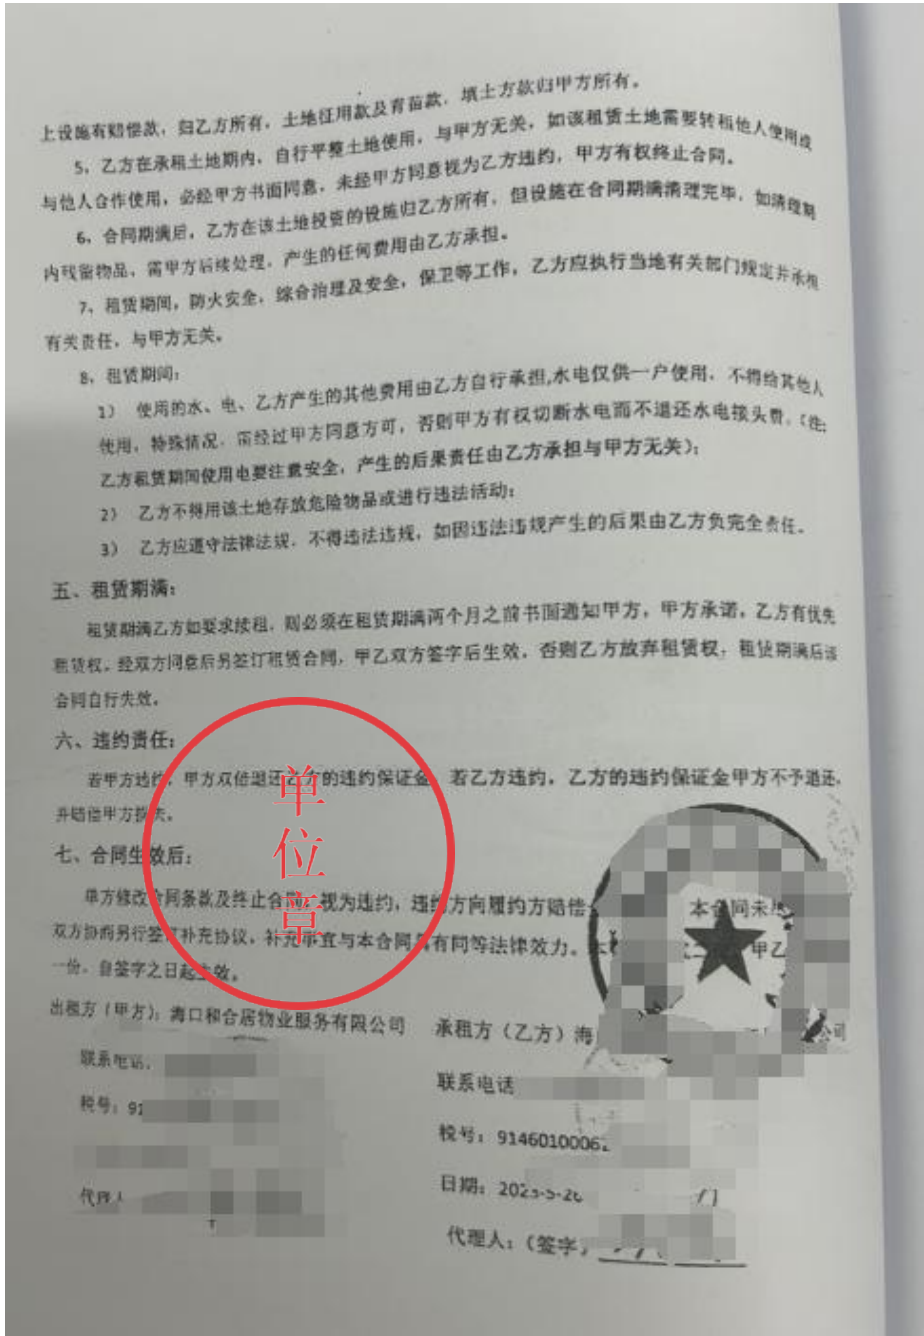 上设施有赔偿款，归乙方所有，土地征用款及青苗款、填土方款归甲方所有。
5、乙方在承租土地期内，自行平整土地使用，与甲方无关，如该租赁土地需要转租他人使用或
与他人合作使用，必经甲方书面同意，未经甲方同意视为乙方违约，甲方有权终止合同。
6、合同期满后，乙方在该土地投资的设施归乙方所有，但设施在合同期满清理完毕，如清理期
内残留物品，需甲方后续处理，产生的任何费用由乙方承担。
7、租赁期间，防火安全，综合治理及安全，保卫等工作，乙方应执行当地有关部门规定并承担
有关责任，与甲方无关。
8、租赁期间：
1） 使用的水、电、乙方产生的其他费用由乙方自行承担,水电仅供一户使用，不得给其他人
使用，特殊情况，需经过甲方同意方可，否则甲方有权切断水电而不退还水电接头费，（注：
乙方租赁期间使用电要注意安全，产生的后果责任由乙方承担与甲方无关）；
2） 乙方不得用该土地存放危险物品或进行违法活动；
3） 乙方应遵守法律法规，不得违法违规，如因违法违规产生的后果由乙方负完全责任。
五、租赁期满：
租赁期满乙方如要求续租，则必须在租赁期满两个月之前书面通知甲方，甲方承诺，乙方有优先
租赁权，经双方同意后另签订租赁合同，甲乙双方签字后生效，否则乙方放弃租赁权，租赁期满后该
合同自行失效。
六、违约责任：
若甲方违约，甲方双倍退还乙方的违约保证金，若乙方违约，乙方的违约保证金甲方不予退还，
并赔偿甲方损失。
七、合同生效后：
单方修改合同条款及终止合同，视为违约，违约方向履约方赔偿 本合同未
双方协商另行签订补充协议，补充事宜与本合同具有同等法律效力。 甲乙
一份，自签字之日起生效。
单位章
出租方（甲方）：海口和合居物业服务有限公司
承租方（乙方）海 公司
联系电话
联系电话
税号：91
税号：9146010006
代理人
日期：2023-5-26
代理人：（签字）